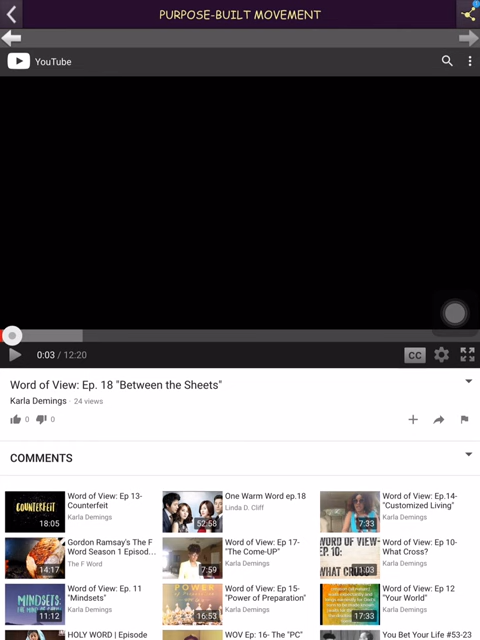 PURPOSE-BUILT MOVEMENT
YouTube
0:03 / 12:20
CC
Word of View: Ep. 18 "Between the Sheets"
Karla Demings · 24 views
0 0
COMMENTS
COUNTERFEIT
18:05
Word of View: Ep 13-
Counterfeit
Karla Demings
52:58
One Warm Word ep.18
Linda D. Cliff
7:33
Word of View: Ep.14-
"Customized Living"
Karla Demings
14:17
Gordon Ramsay's The F
Word Season 1 Episod...
The F Word
7:59
Word of View: Ep 17-
"The Come-UP"
Karla Demings
WORD OF VIEW-
EP. 10:
WHAT CROSS?
11:03
Word of View: Ep 10-
What Cross?
Karla Demings
MINDSETS:
11:12
Word of View: Ep. 11
"Mindsets"
Karla Demings
POWER
16:53
Word of View: Ep 15-
"Power of Preparation"
Karla Demings
17:33
Word of View: Ep 12
"Your World"
Karla Demings
HOLY WORD | Episode
WOV Ep: 16- The "PC"
You Bet Your Life #53-23